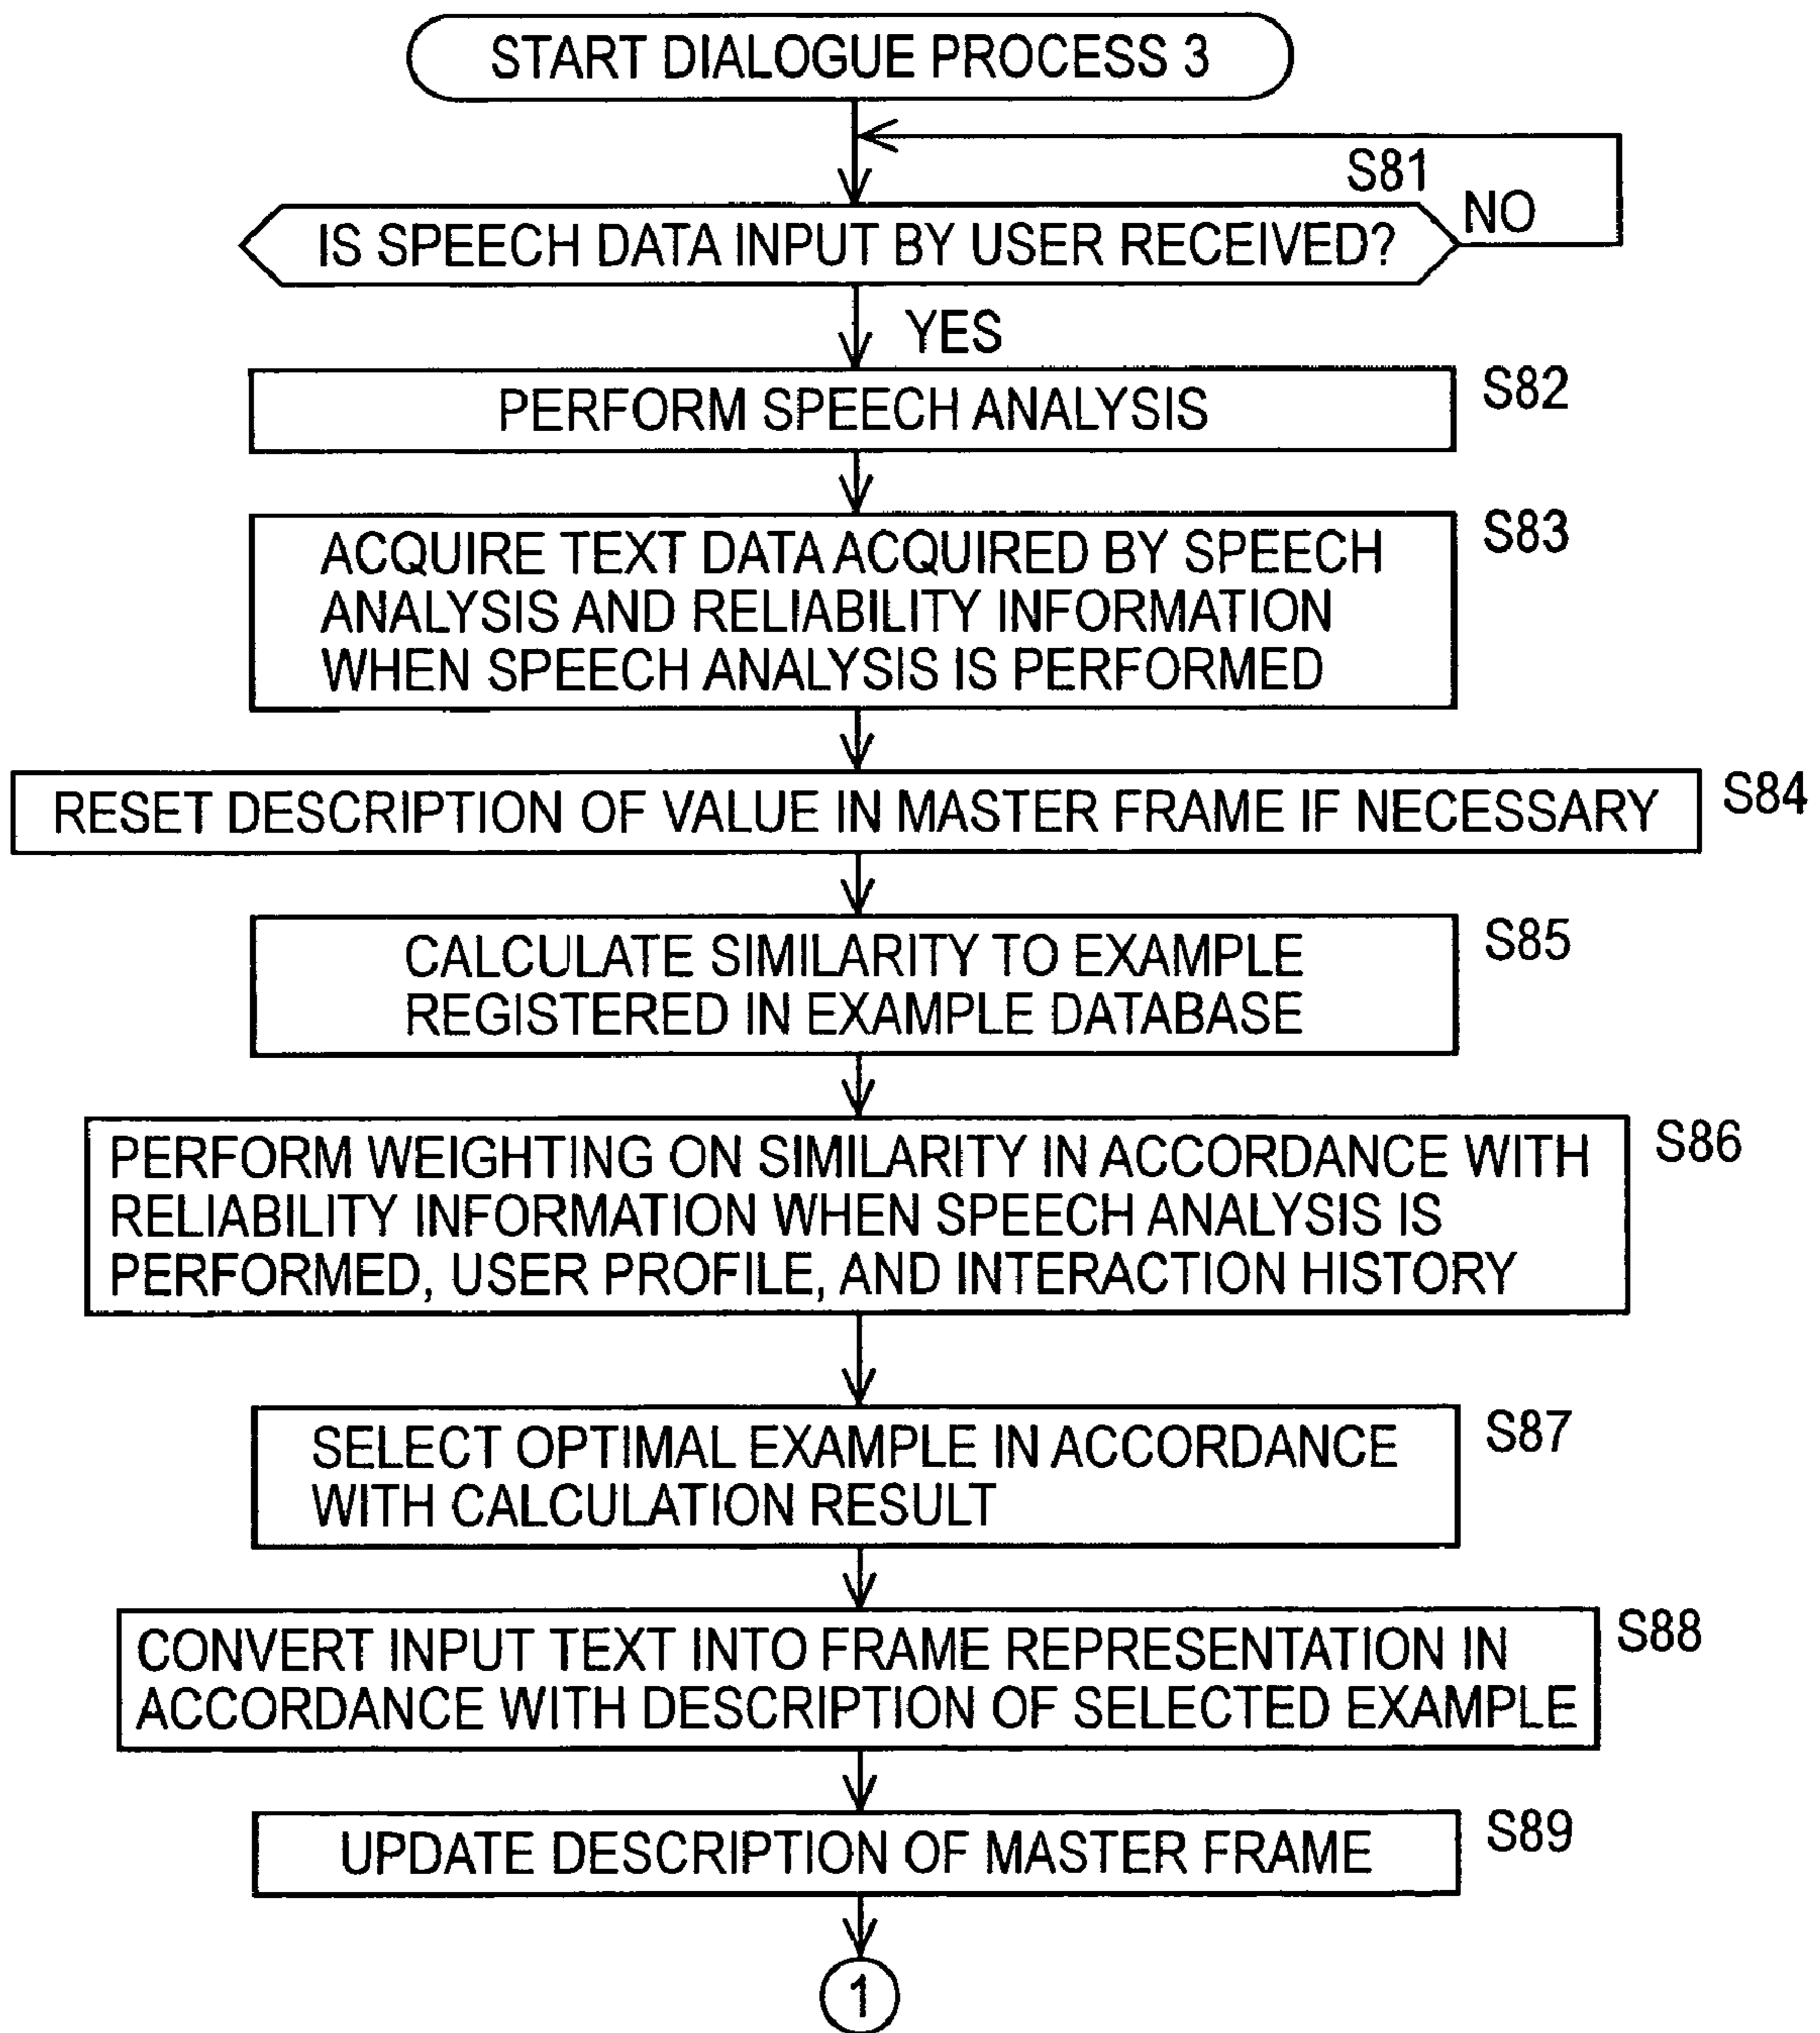 START DIALOGUE PROCESS 3
S81
IS SPEECH DATA INPUT BY USER RECEIVED?
NO
YES
PERFORM SPEECH ANALYSIS
S82
ACQUIRE TEXT DATA ACQUIRED BY SPEECH
ANALYSIS AND RELIABILITY INFORMATION
WHEN SPEECH ANALYSIS IS PERFORMED
S83
RESET DESCRIPTION OF VALUE IN MASTER FRAME IF NECESSARY
S84
CALCULATE SIMILARITY TO EXAMPLE
REGISTERED IN EXAMPLE DATABASE
S85
PERFORM WEIGHTING ON SIMILARITY IN ACCORDANCE WITH
RELIABILITY INFORMATION WHEN SPEECH ANALYSIS IS
PERFORMED, USER PROFILE, AND INTERACTION HISTORY
S86
SELECT OPTIMAL EXAMPLE IN ACCORDANCE
WITH CALCULATION RESULT
S87
CONVERT INPUT TEXT INTO FRAME REPRESENTATION IN
ACCORDANCE WITH DESCRIPTION OF SELECTED EXAMPLE
S88
UPDATE DESCRIPTION OF MASTER FRAME
S89
1